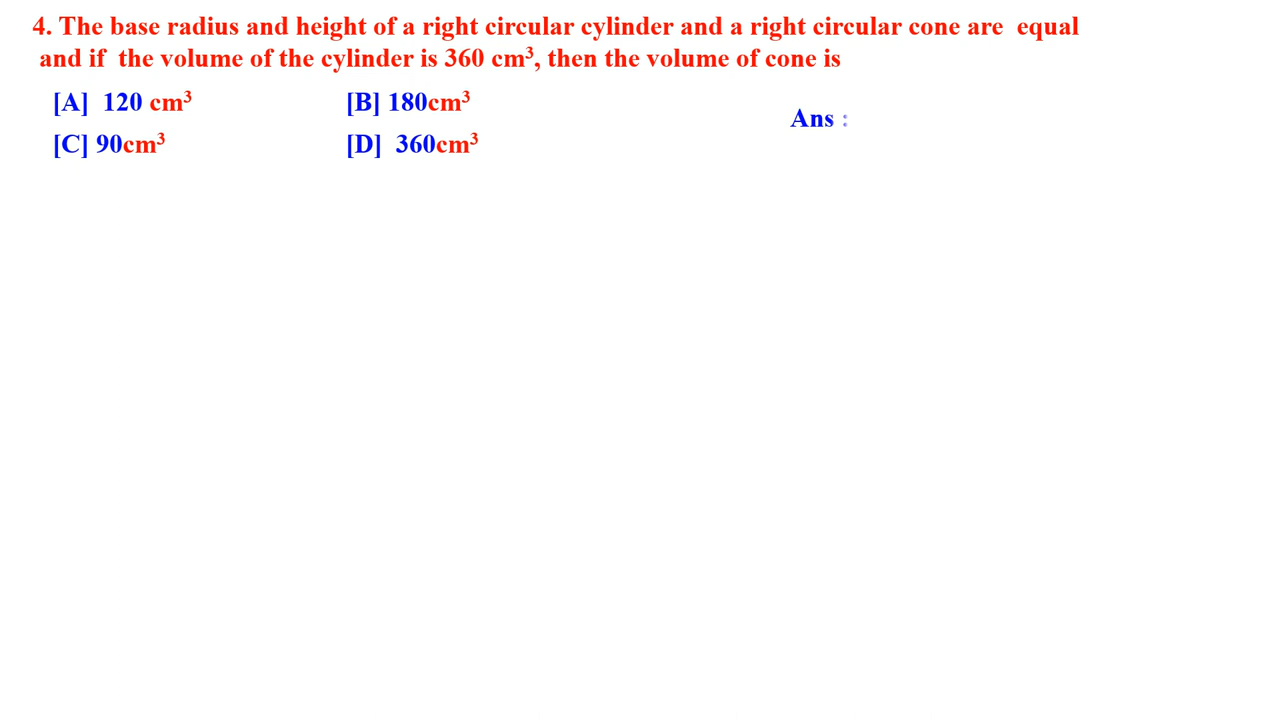 4. The base radius and height of a right circular cylinder and a right circular cone are equal
and if the volume of the cylinder is 360 cm³, then the volume of cone is
[A] 120 cm³ [B] 180cm³
Ans :
[C] 90cm³ [D] 360cm³